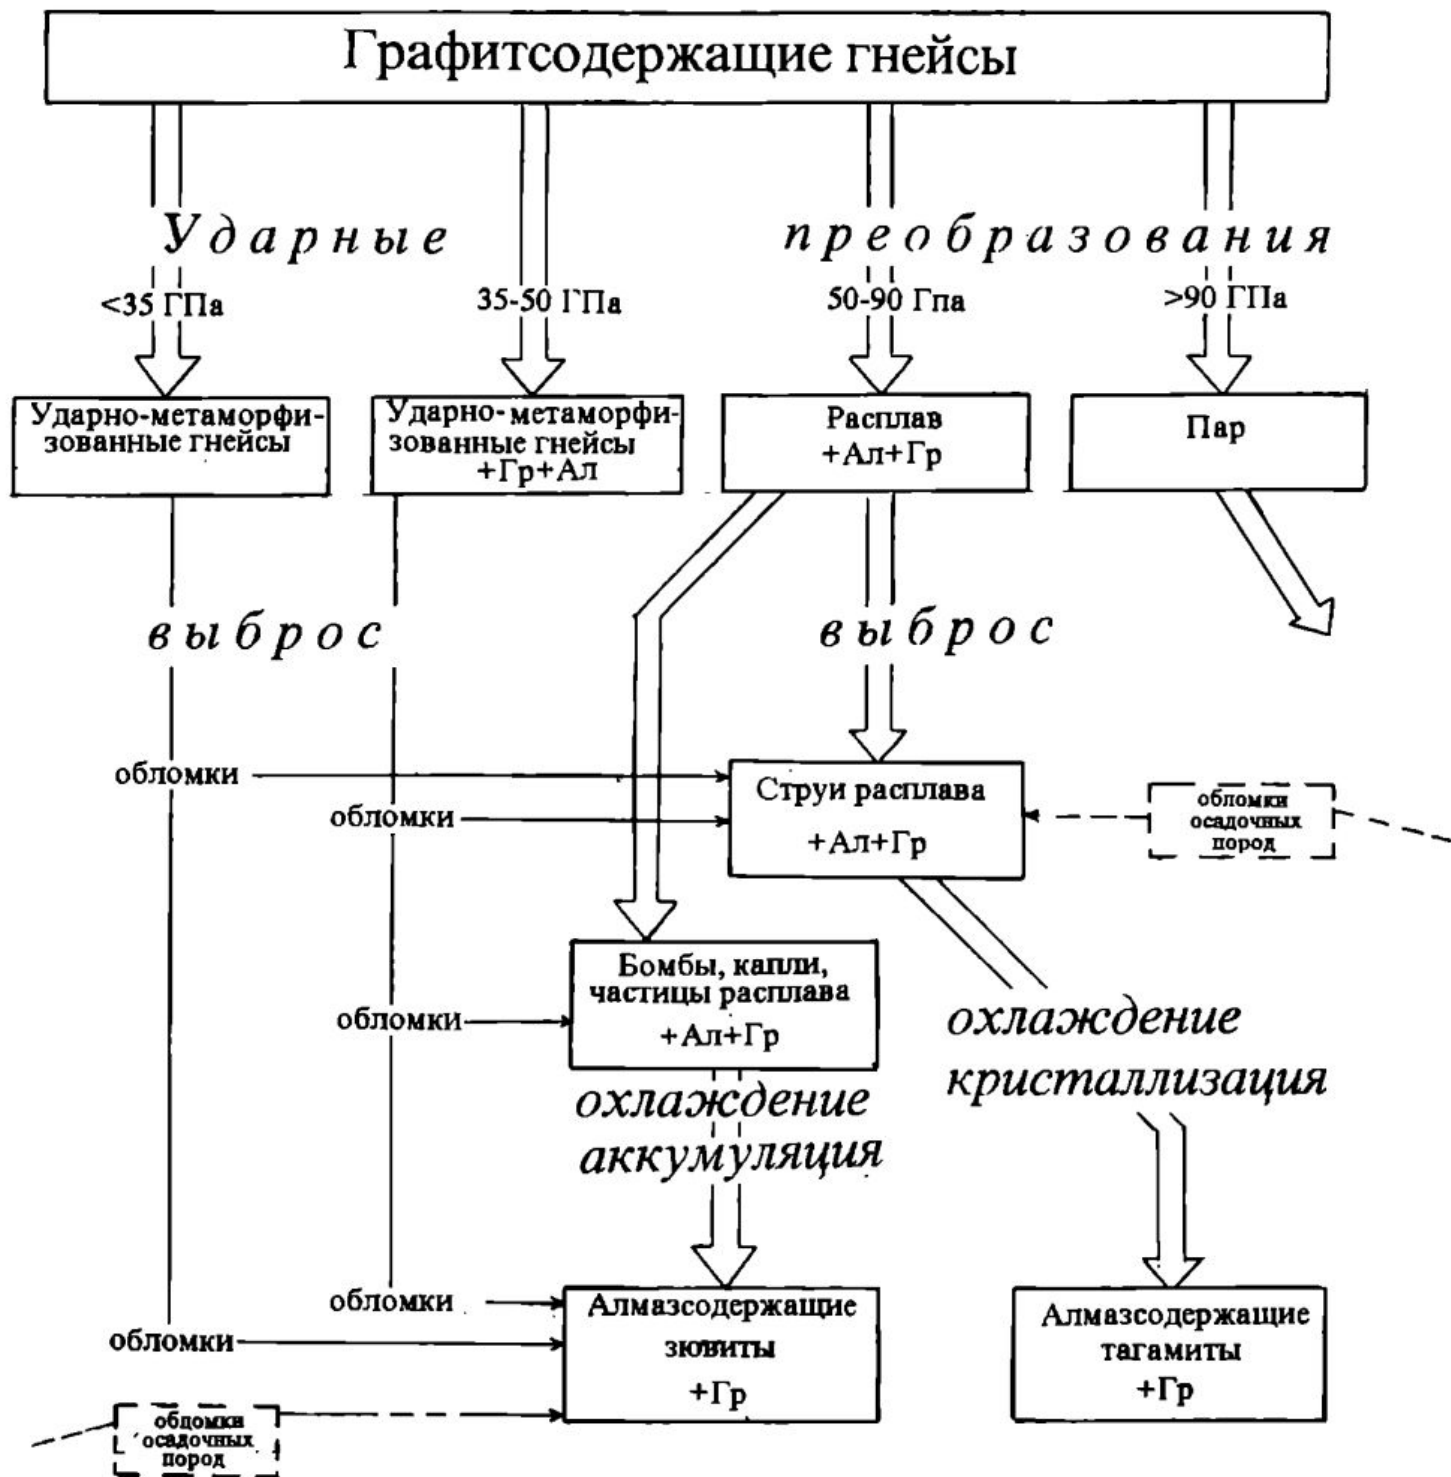 Графитсодержащие гнейсы
Ударные преобразования
<35 ГПа
35-50 ГПа
50-90 Гпа
>90 ГПа
Ударно-метаморфи-
зованные гнейсы
Ударно-метаморфи-
зованные гнейсы
+Гр+Ал
Расплав
+Ал+Гр
Пар
выброс
выброс
обломки
обломки
Струи расплава
+Ал+Гр
обломки
осадочных
пород
Бомбы, капли,
частицы расплава
+Ал+Гр
обломки
охлаждение
кристаллизация
охлаждение
аккумуляция
обломки
обломки
Алмазсодержащие
зювиты
+Гр
Алмазсодержащие
тагамиты
+Гр
обломки
осадочных
пород